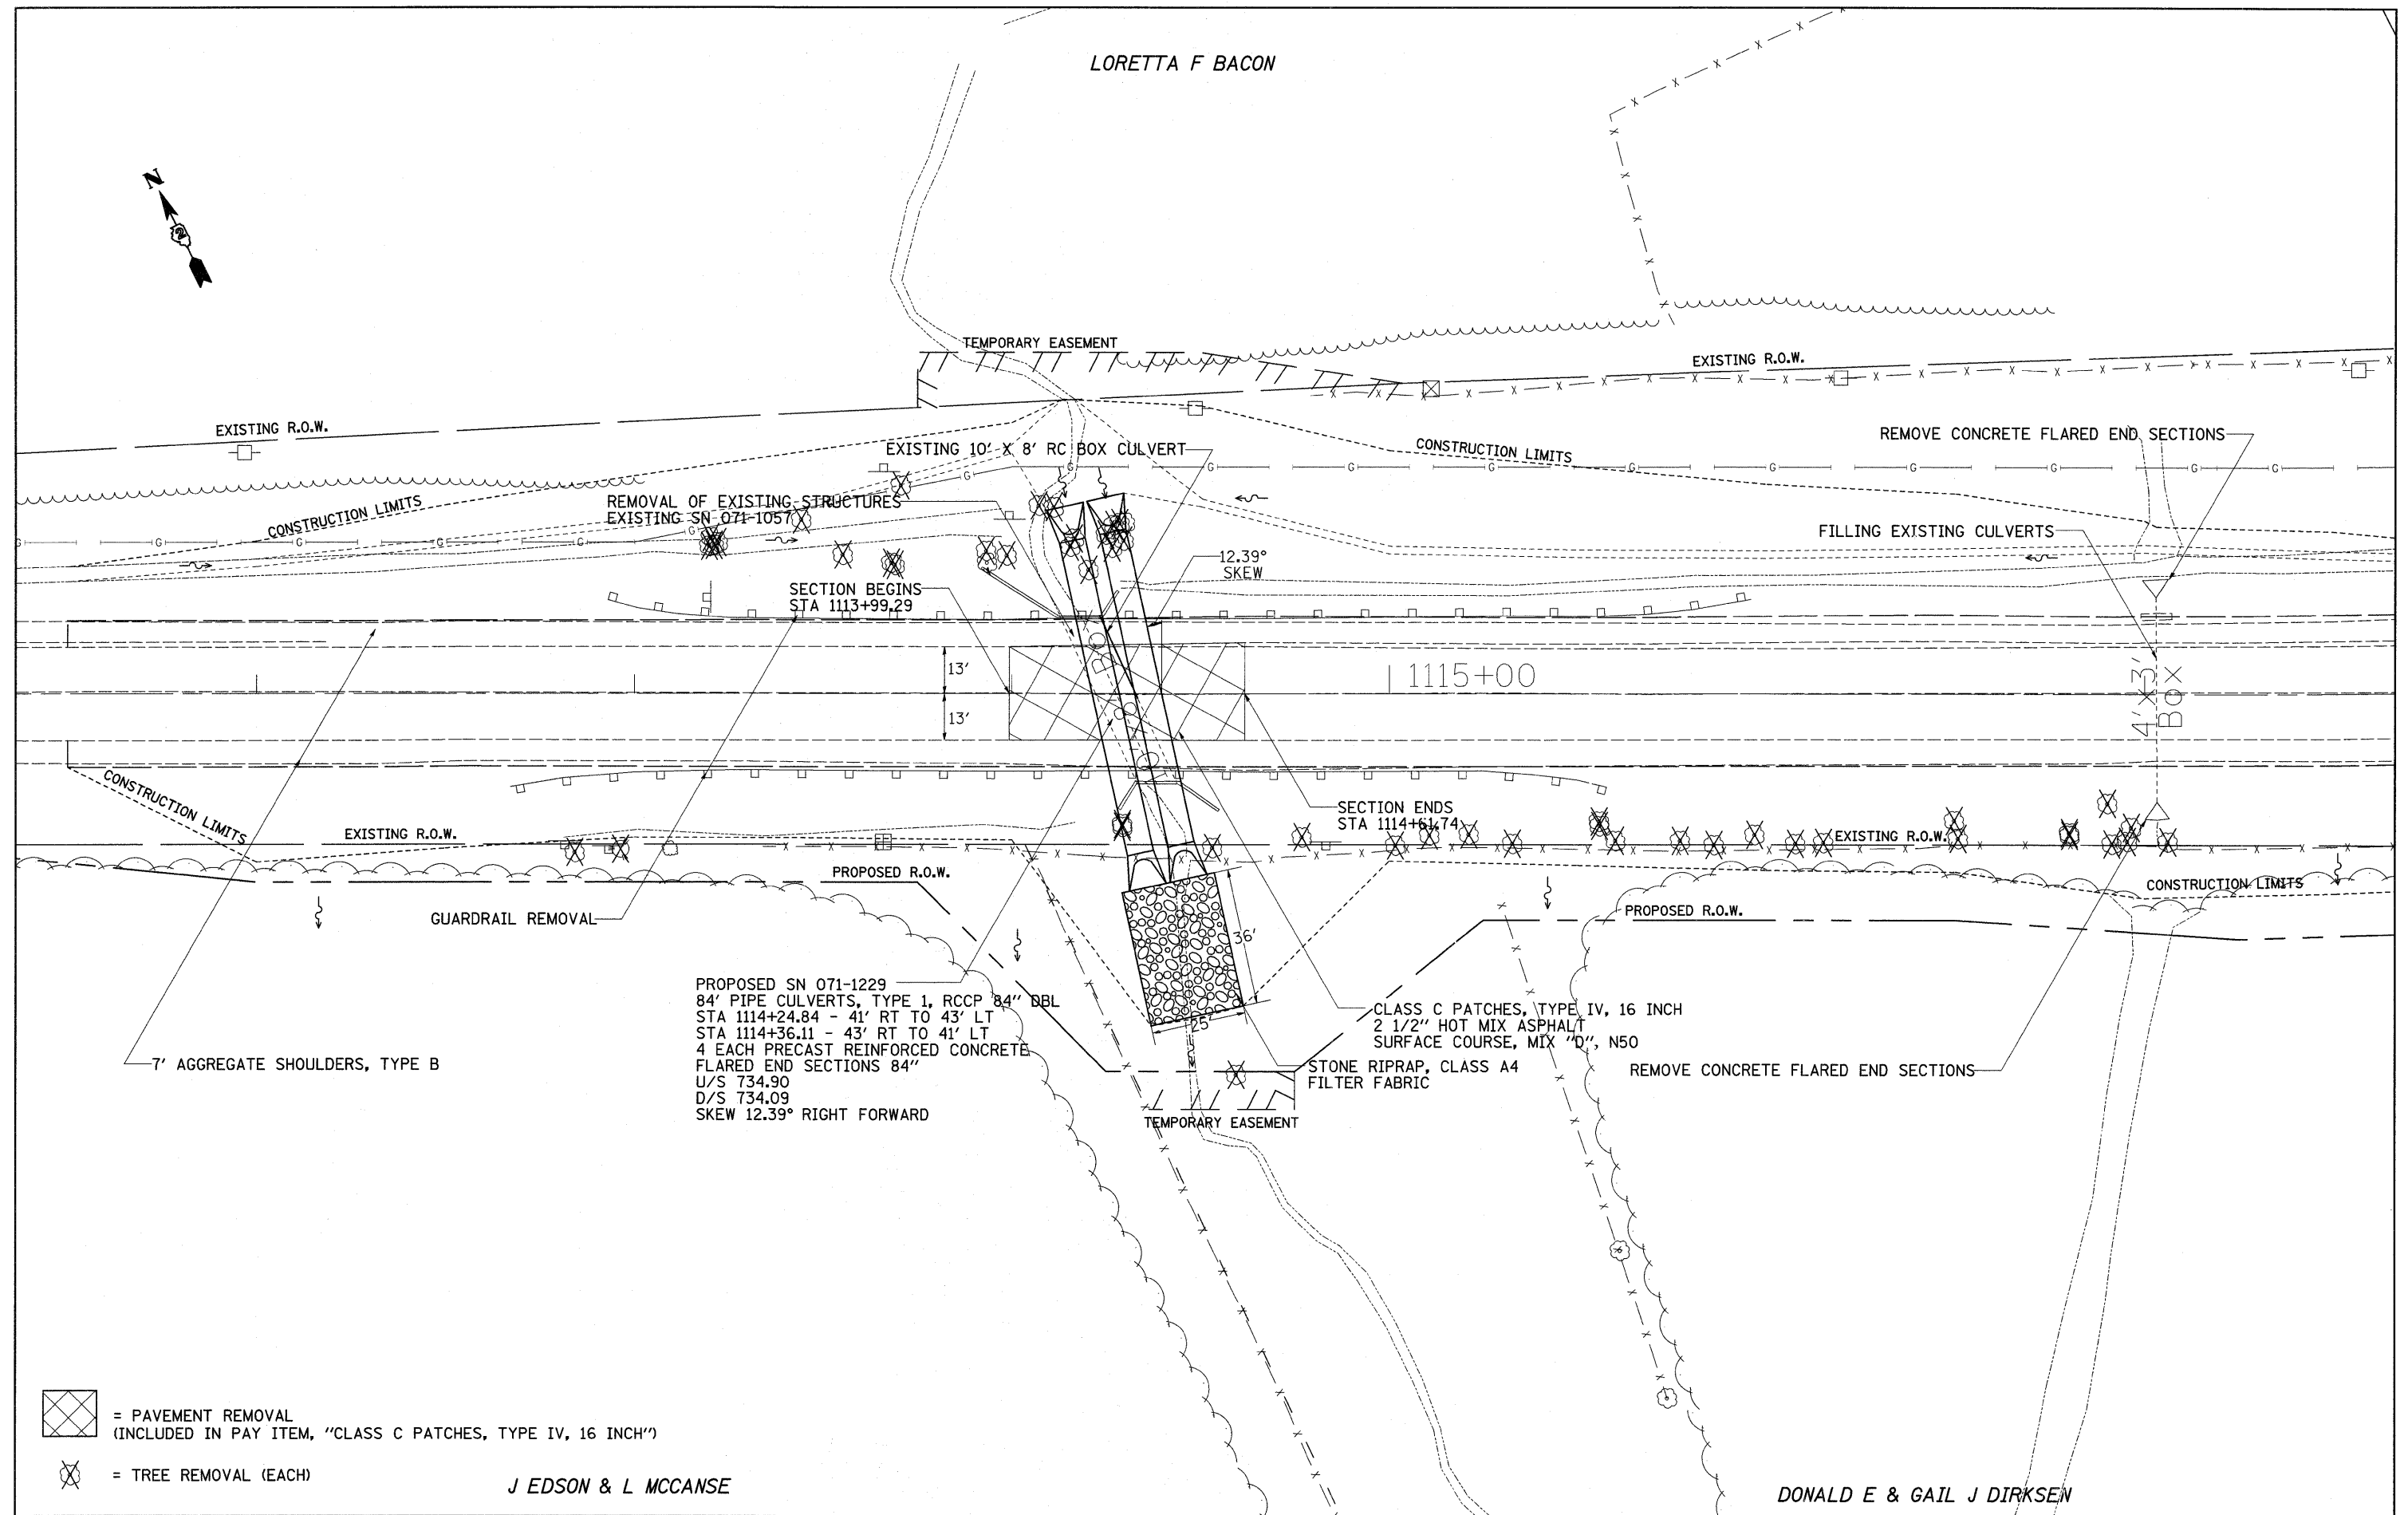 LORETTA F BACON
N
2
TEMPORARY EASEMENT
EXISTING R.O.W.
EXISTING R.O.W.
REMOVE CONCRETE FLARED END SECTIONS
EXISTING 10' X 8' RC BOX CULVERT
CONSTRUCTION LIMITS
G G G G G G G G G
CONSTRUCTION LIMITS
REMOVAL OF EXISTING STRUCTURES
EXISTING SN 071-1057
FILLING EXISTING CULVERTS
G G G G G
12.39°
SKEW
SECTION BEGINS
STA 1113+99.29
13'
13'
1115+00
4' X 3'
Box
CONSTRUCTION LIMITS
SECTION ENDS
STA 1114+61.74
EXISTING R.O.W.
EXISTING R.O.W.
PROPOSED R.O.W.
CONSTRUCTION LIMITS
PROPOSED R.O.W.
GUARDRAIL REMOVAL
36'
25'
PROPOSED SN 071-1229
84' PIPE CULVERTS, TYPE 1, RCCP 84" DBL
STA 1114+24.84 - 41' RT TO 43' LT
STA 1114+36.11 - 43' RT TO 41' LT
4 EACH PRECAST REINFORCED CONCRETE
FLARED END SECTIONS 84"
U/S 734.90
D/S 734.09
SKEW 12.39° RIGHT FORWARD
CLASS C PATCHES, TYPE IV, 16 INCH
2 1/2" HOT MIX ASPHALT
SURFACE COURSE, MIX "D", N50
7' AGGREGATE SHOULDERS, TYPE B
STONE RIPRAP, CLASS A4
FILTER FABRIC
REMOVE CONCRETE FLARED END SECTIONS
TEMPORARY EASEMENT
= PAVEMENT REMOVAL
(INCLUDED IN PAY ITEM, "CLASS C PATCHES, TYPE IV, 16 INCH")
= TREE REMOVAL (EACH)
J EDSON & L MCCANSE
DONALD E & GAIL J DIRKSEN